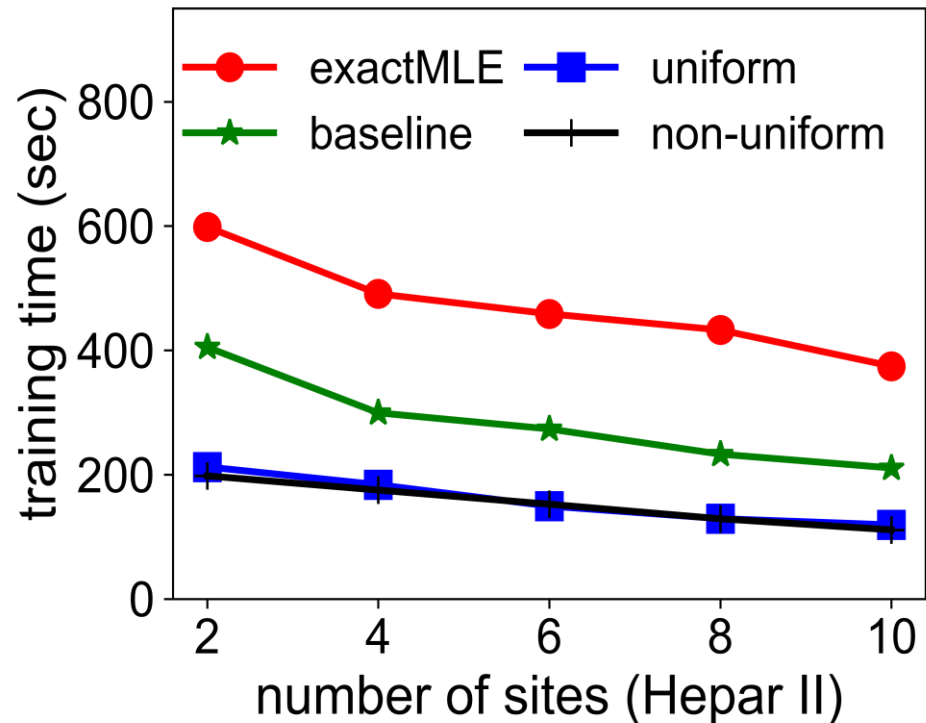 exactMLE
uniform
baseline
non-uniform
training time (sec)
800
600
400
200
0
2 4 6 8 10
number of sites (Hepar II)